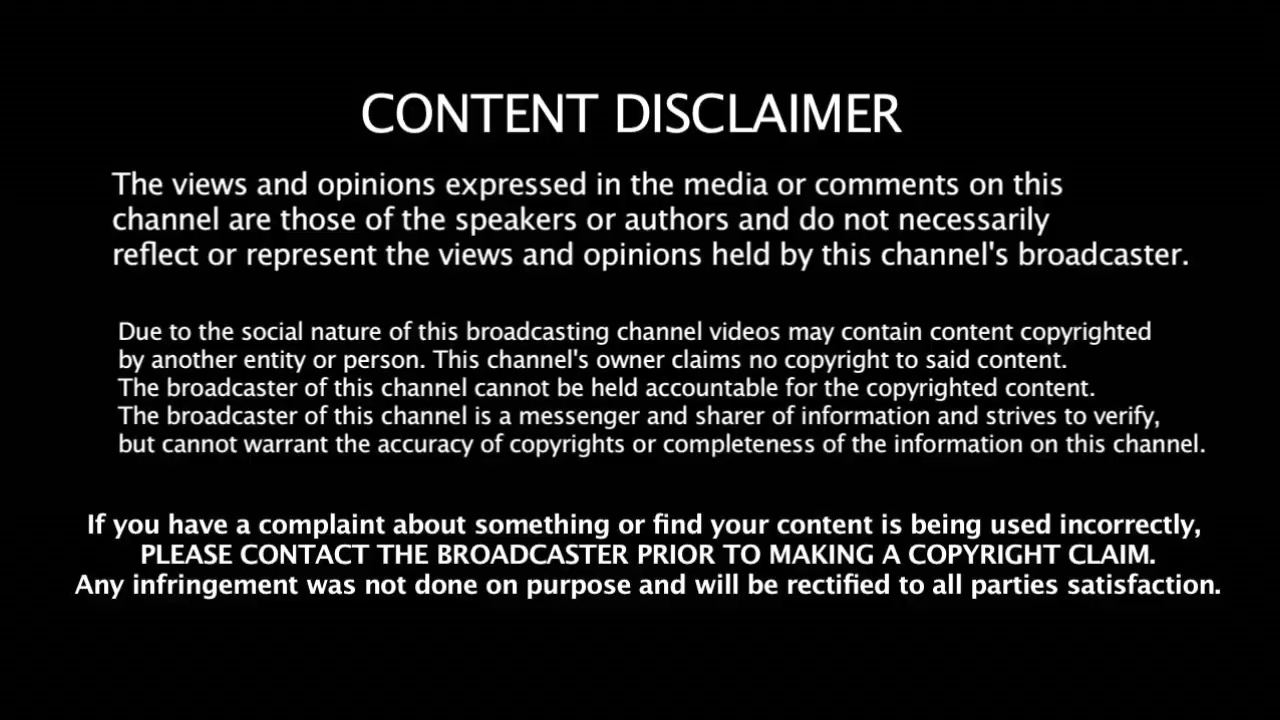 CONTENT DISCLAIMER
The views and opinions expressed in the media or comments on this
channel are those of the speakers or authors and do not necessarily
reflect or represent the views and opinions held by this channel's broadcaster.
Due to the social nature of this broadcasting channel videos may contain content copyrighted
by another entity or person. This channel's owner claims no copyright to said content.
The broadcaster of this channel cannot be held accountable for the copyrighted content.
The broadcaster of this channel is a messenger and sharer of information and strives to verify,
but cannot warrant the accuracy of copyrights or completeness of the information on this channel.
If you have a complaint about something or find your content is being used incorrectly,
PLEASE CONTACT THE BROADCASTER PRIOR TO MAKING A COPYRIGHT CLAIM.
Any infringement was not done on purpose and will be rectified to all parties satisfaction.